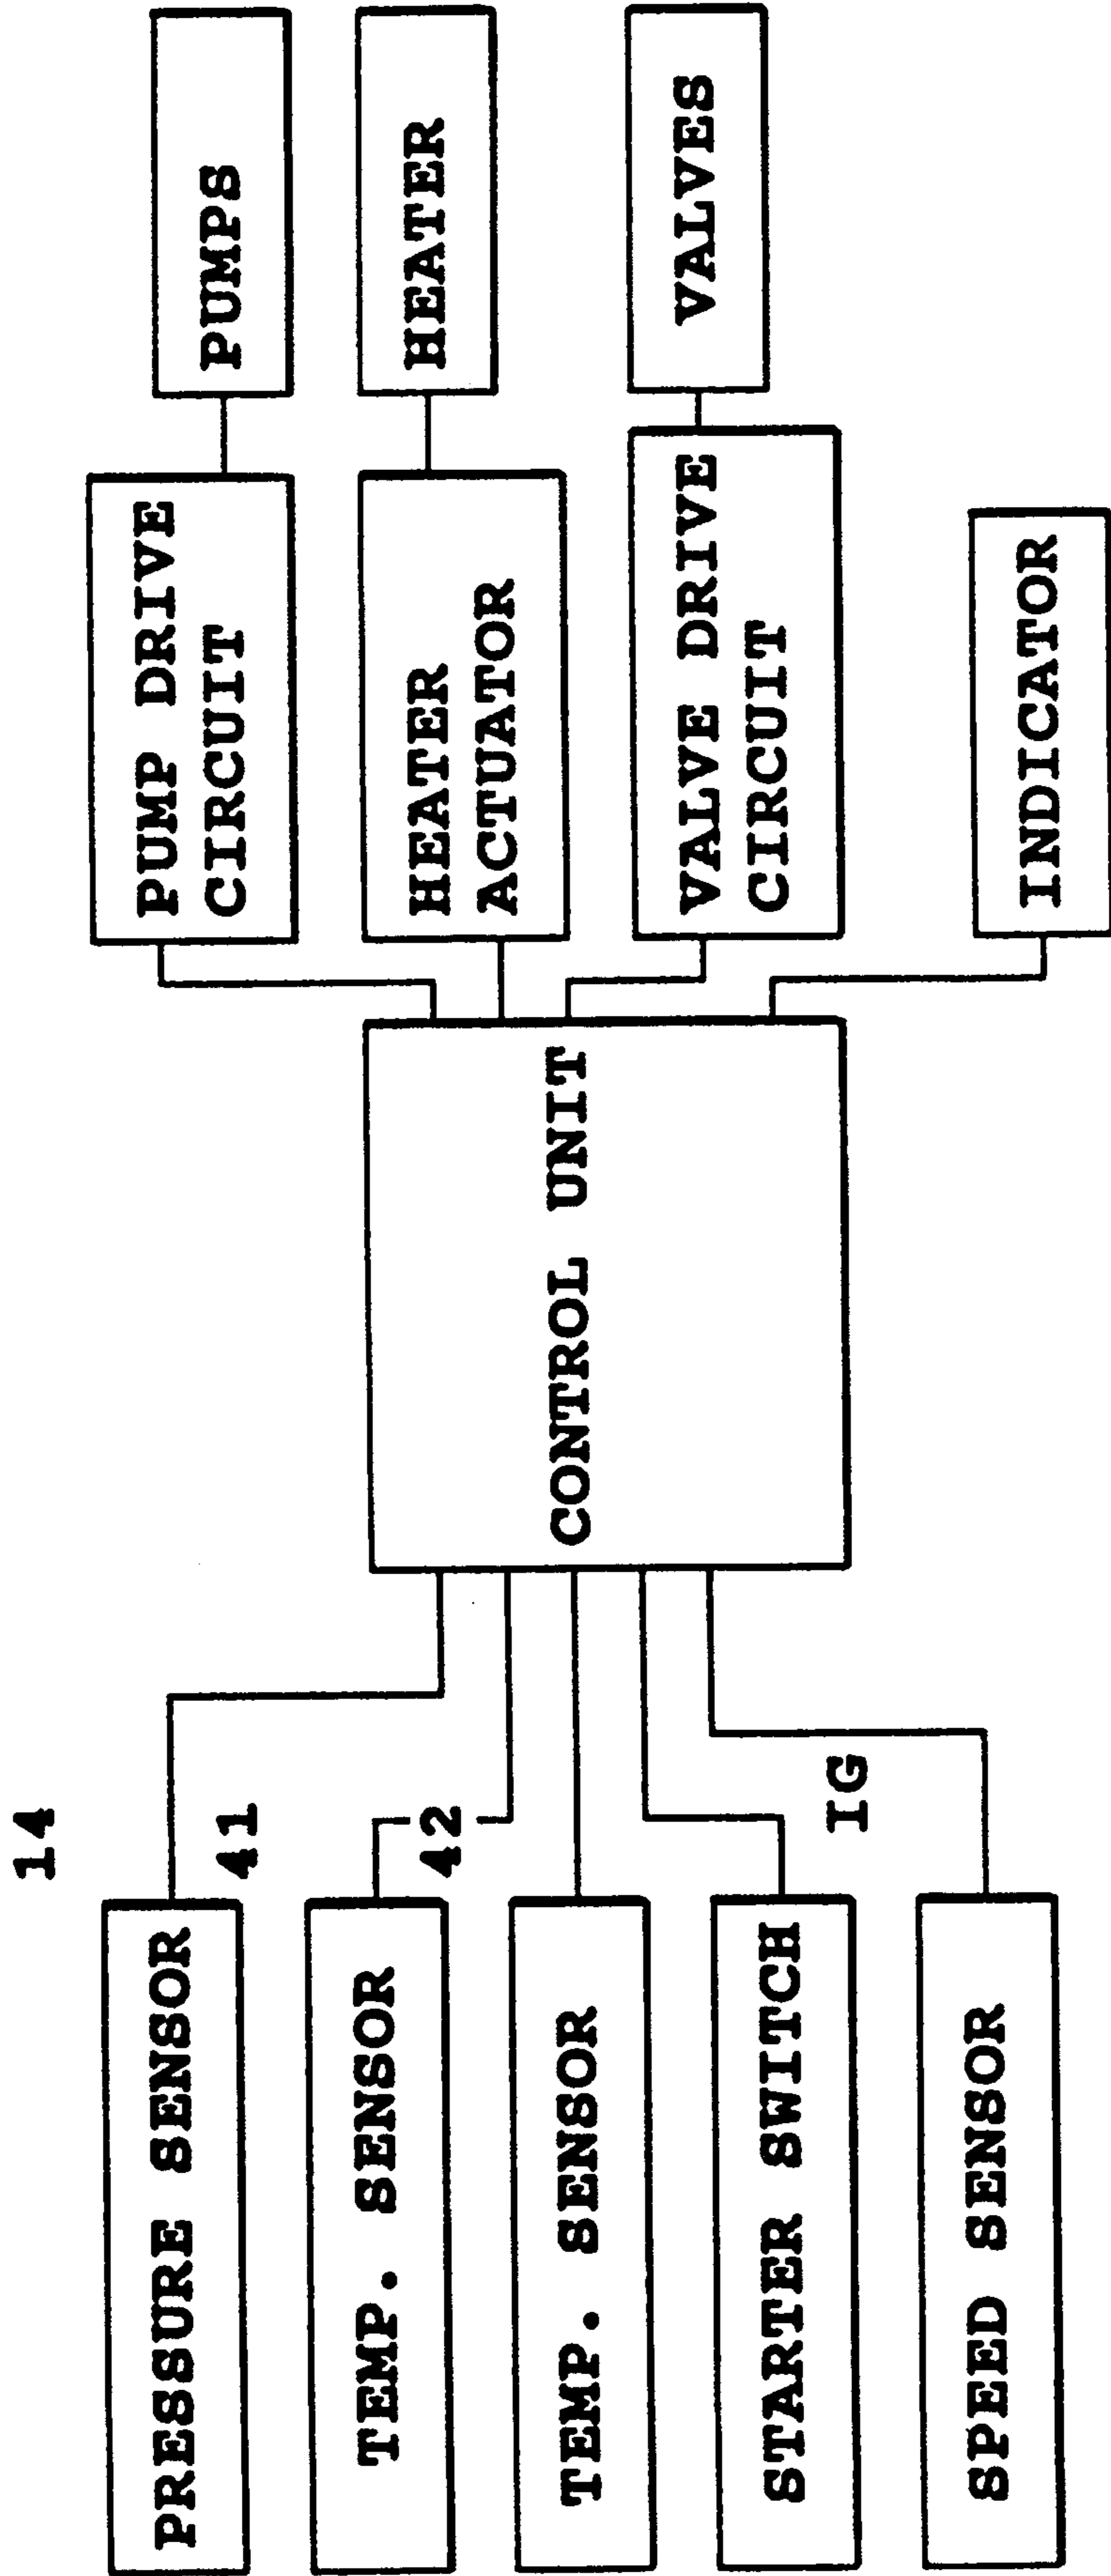 14
PRESSURE SENSOR
41
TEMP. SENSOR
42
TEMP. SENSOR
STARTER SWITCH
IG
SPEED SENSOR
CONTROL UNIT
PUMP DRIVE
CIRCUIT
PUMPS
HEATER
ACTUATOR
HEATER
VALVE DRIVE
CIRCUIT
VALVES
INDICATOR